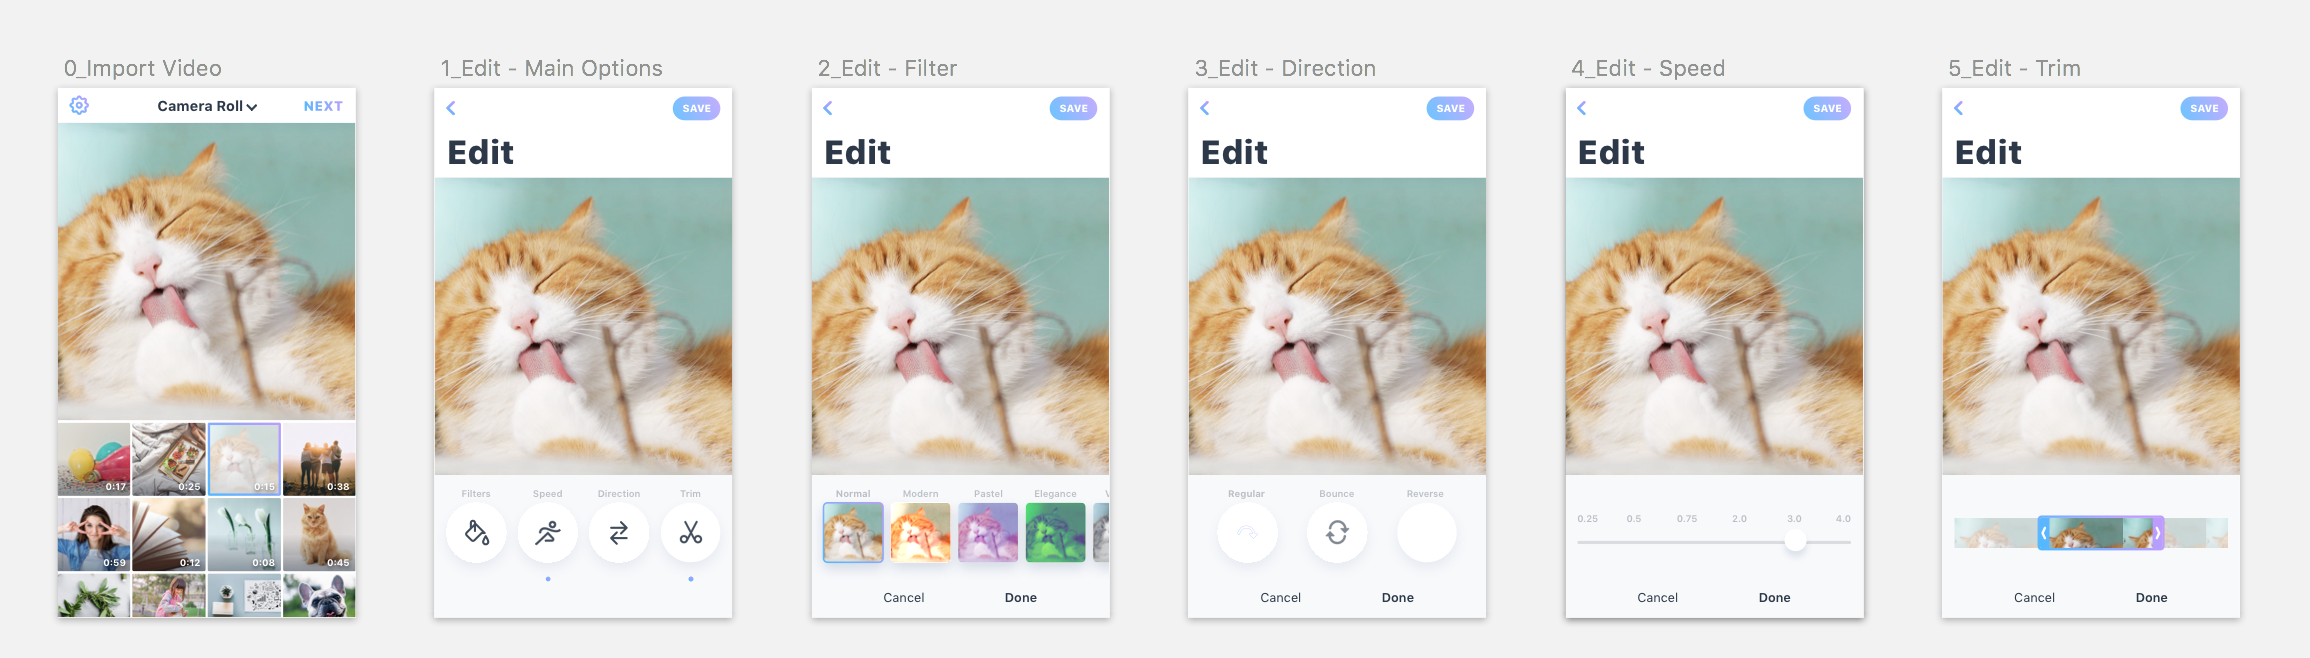 0_Import Video
Camera Roll
NEXT
0:17
0:25
0:15
0:38
0:59
0:12
0:08
0:45
1_Edit - Main Options
SAVE
Edit
Filters
Speed
Direction
Trim
2_Edit - Filter
SAVE
Edit
Normal
Modern
Pastel
Elegance
Cancel
Done
3_Edit - Direction
SAVE
Edit
Regular
Bounce
Reverse
Cancel
Done
4_Edit - Speed
SAVE
Edit
0.25
0.5
0.75
2.0
3.0
4.0
Cancel
Done
5_Edit - Trim
SAVE
Edit
Cancel
Done